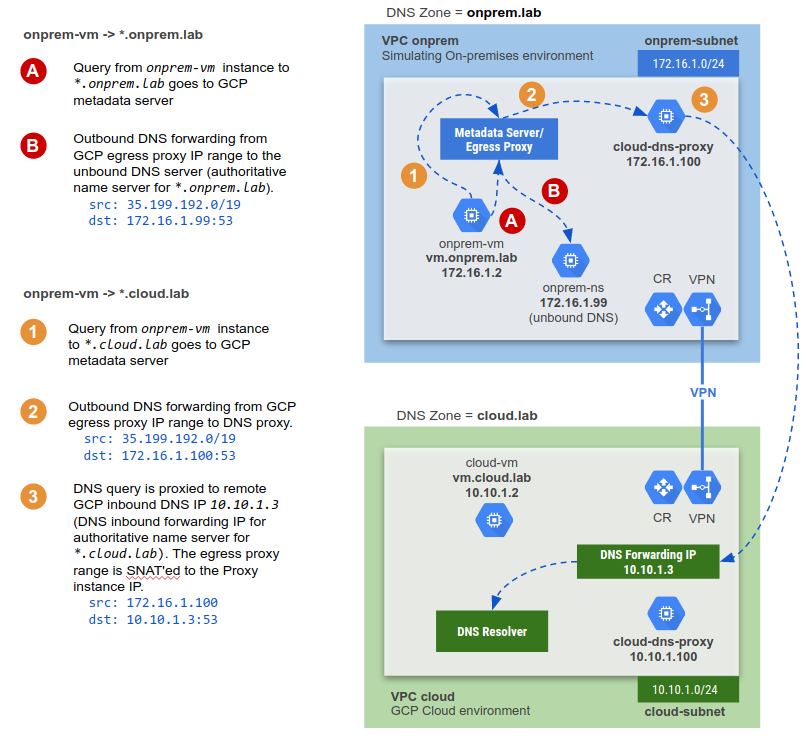 onprem-vm -> *.onprem.lab
A
Query from onprem-vm instance to
*.onprem.lab goes to GCP
metadata server
B
Outbound DNS forwarding from
GCP egress proxy IP range to the
unbound DNS server (authoritative
name server for *.onprem.lab).
src: 35.199.192.0/19
dst: 172.16.1.99:53
onprem-vm -> *.cloud.lab
1
Query from onprem-vm instance
to *.cloud.lab goes to GCP
metadata server
2
Outbound DNS forwarding from GCP
egress proxy IP range to DNS proxy.
src: 35.199.192.0/19
dst: 172.16.1.100:53
3
DNS query is proxied to remote
GCP inbound DNS IP 10.10.1.3
(DNS inbound forwarding IP for
authoritative name server for
*.cloud.lab). The egress proxy
range is SNAT'ed to the Proxy
instance IP.
src: 172.16.1.100
dst: 10.10.1.3:53
DNS Zone = onprem.lab
VPC onprem
Simulating On-premises environment
onprem-subnet
172.16.1.0/24
2
3
Metadata Server/
Egress Proxy
cloud-dns-proxy
172.16.1.100
1
B
A
onprem-vm
vm.onprem.lab
172.16.1.2
onprem-ns
172.16.1.99
(unbound DNS)
CR
VPN
VPN
DNS Zone = cloud.lab
cloud-vm
vm.cloud.lab
10.10.1.2
CR
VPN
DNS Forwarding IP
10.10.1.3
DNS Resolver
cloud-dns-proxy
10.10.1.100
VPC cloud
GCP Cloud environment
10.10.1.0/24
cloud-subnet